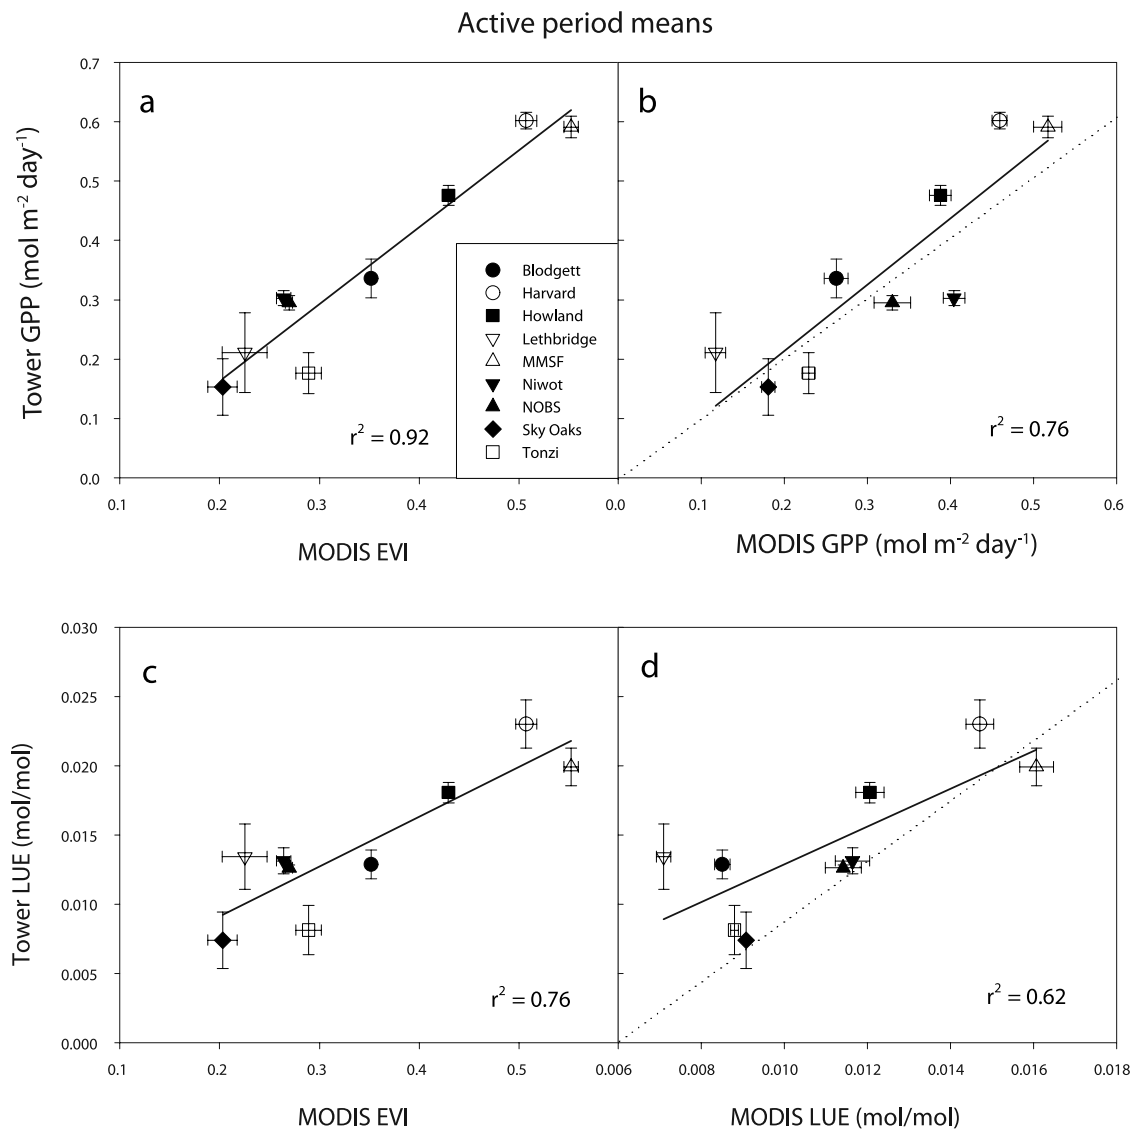 Active period means
a
b
Tower GPP (mol m⁻² day⁻¹)
0.7
0.6
0.5
0.4
0.3
0.2
0.1
0.0
Blodgett
Harvard
Howland
Lethbridge
MMSF
Niwot
NOBS
Sky Oaks
Tonzi
r² = 0.92
r² = 0.76
0.1 0.2 0.3 0.4 0.5 0.0 0.1 0.2 0.3 0.4 0.5 0.6
MODIS EVI
MODIS GPP (mol m⁻² day⁻¹)
c
d
Tower LUE (mol/mol)
0.030
0.025
0.020
0.015
0.010
0.005
0.000
r² = 0.76
r² = 0.62
0.1 0.2 0.3 0.4 0.5 0.006 0.008 0.010 0.012 0.014 0.016 0.018
MODIS EVI
MODIS LUE (mol/mol)